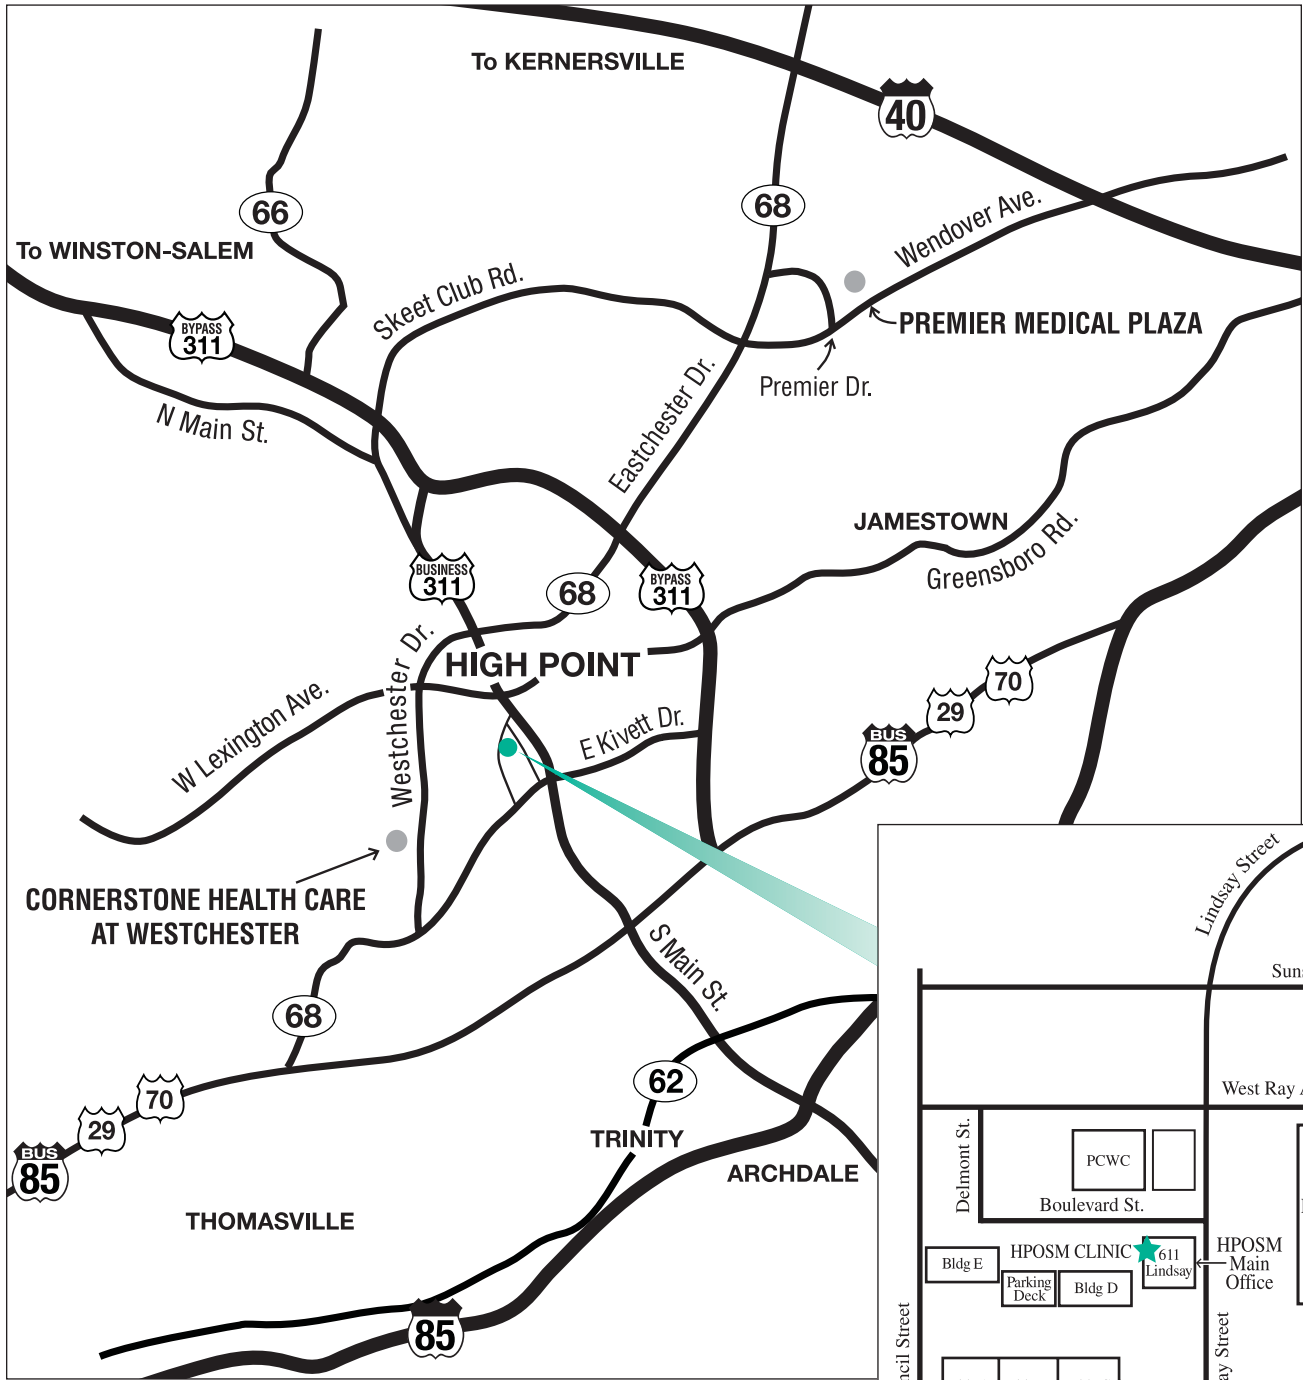 To KERNERSVILLE
40
66
68
Wendover Ave.
To WINSTON-SALEM
Skeet Club Rd.
BYPASS
311
PREMIER MEDICAL PLAZA
Premier Dr.
N Main St.
Eastchester Dr.
JAMESTOWN
Greensboro Rd.
BUSINESS
311
68
BYPASS
311
Westchester Dr.
HIGH POINT
70
29
W Lexington Ave.
E Kivett Dr.
BUS
85
CORNERSTONE HEALTH CARE
AT WESTCHESTER
S Main St.
68
62
70
29
BUS
85
TRINITY
ARCHDALE
THOMASVILLE
85
Lindsay Street
West Ray
Delmont St.
PCWC
Boulevard St.
HPOSM CLINIC
611
Lindsay
HPOSM
Main
Office
Bldg E
Parking
Deck
Bldg D
Street
Street